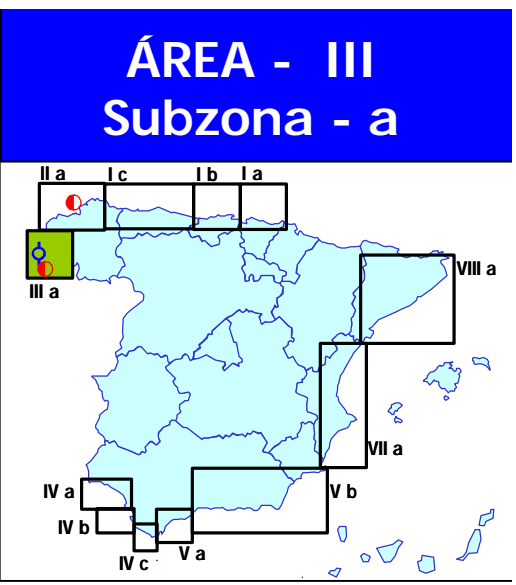 ÁREA - III
Subzona - a
II a
I c
I b
I a
III a
VIII a
VII a
IV a
IV b
IV c
V a
V b